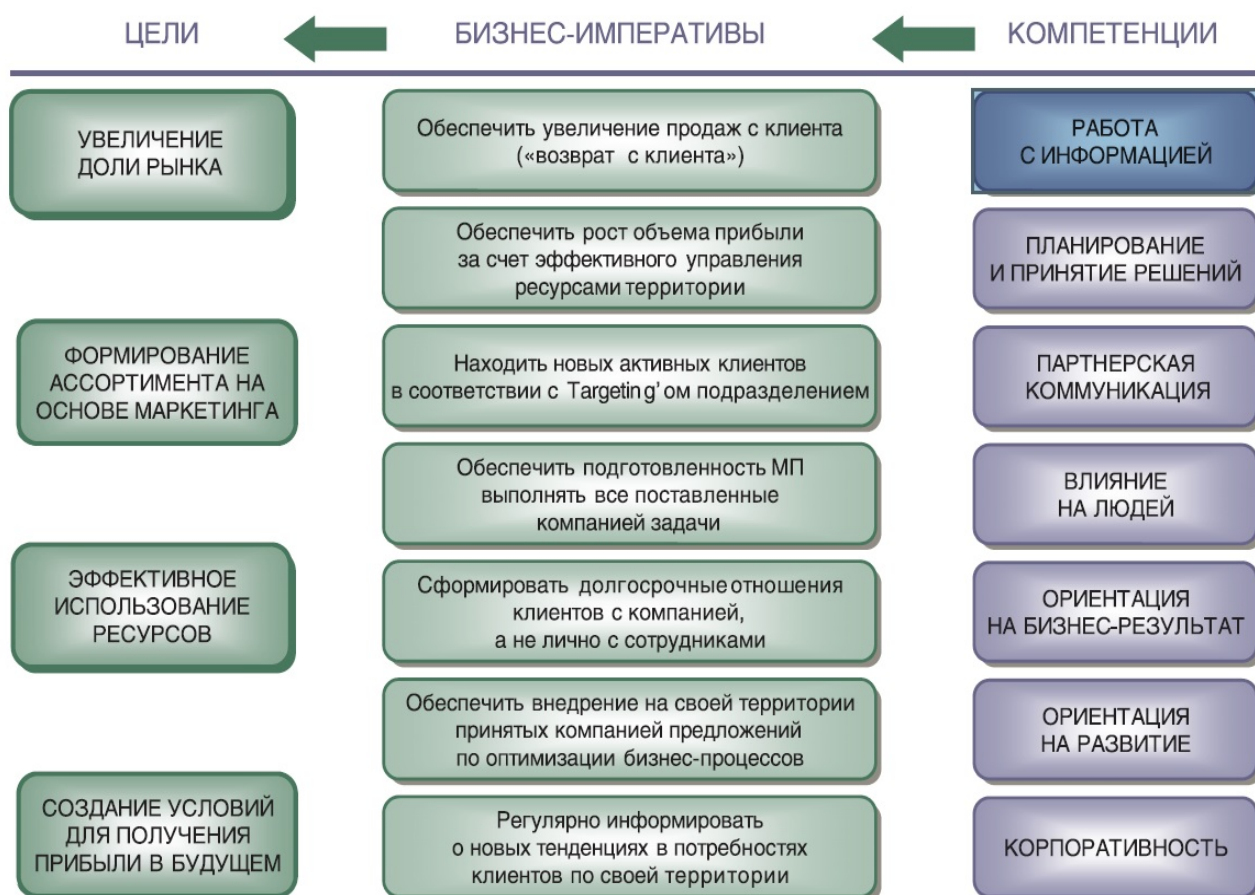 ЦЕЛИ
БИЗНЕС-ИМПЕРАТИВЫ
КОМПЕТЕНЦИИ
УВЕЛИЧЕНИЕ
ДОЛИ РЫНКА
ФОРМИРОВАНИЕ
АССОРТИМЕНТА НА
ОСНОВЕ МАРКЕТИНГА
ЭФФЕКТИВНОЕ
ИСПОЛЬЗОВАНИЕ
РЕСУРСОВ
СОЗДАНИЕ УСЛОВИЙ
ДЛЯ ПОЛУЧЕНИЯ
ПРИБЫЛИ В БУДУЩЕМ
Обеспечить увеличение продаж с клиента
(«возврат с клиента»)
Обеспечить рост объема прибыли
за счет эффективного управления
ресурсами территории
Находить новых активных клиентов
в соответствии с Targeting'ом подразделением
Обеспечить подготовленность МП
выполнять все поставленные
компанией задачи
Сформировать долгосрочные отношения
клиентов с компанией,
а не лично с сотрудниками
Обеспечить внедрение на своей территории
принятых компанией предложений
по оптимизации бизнес-процессов
Регулярно информировать
о новых тенденциях в потребностях
клиентов по своей территории
РАБОТА
С ИНФОРМАЦИЕЙ
ПЛАНИРОВАНИЕ
И ПРИНЯТИЕ РЕШЕНИЙ
ПАРТНЕРСКАЯ
КОММУНИКАЦИЯ
ВЛИЯНИЕ
НА ЛЮДЕЙ
ОРИЕНТАЦИЯ
НА БИЗНЕС-РЕЗУЛЬТАТ
ОРИЕНТАЦИЯ
НА РАЗВИТИЕ
КОРПОРАТИВНОСТЬ